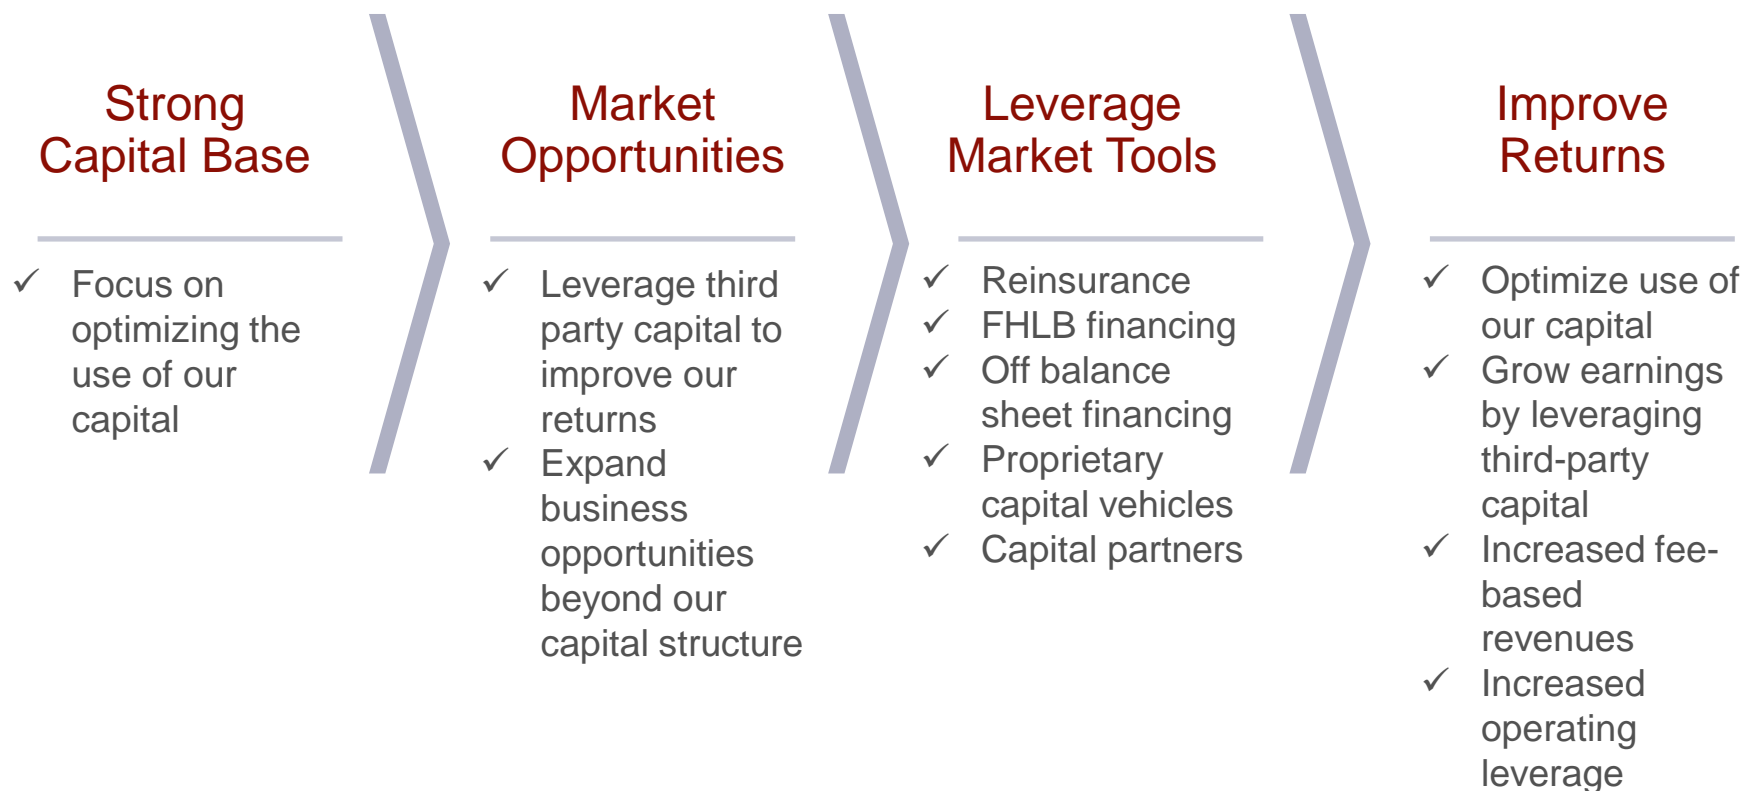 Strong
Capital Base
✓ Focus on
optimizing the
use of our
capital
Market
Opportunities
✓ Leverage third
party capital to
improve our
returns
✓ Expand
business
opportunities
beyond our
capital structure
Leverage
Market Tools
✓ Reinsurance
✓ FHLB financing
✓ Off balance
sheet financing
✓ Proprietary
capital vehicles
✓ Capital partners
Improve
Returns
✓ Optimize use of
our capital
✓ Grow earnings
by leveraging
third-party
capital
✓ Increased fee-
based
revenues
✓ Increased
operating
leverage